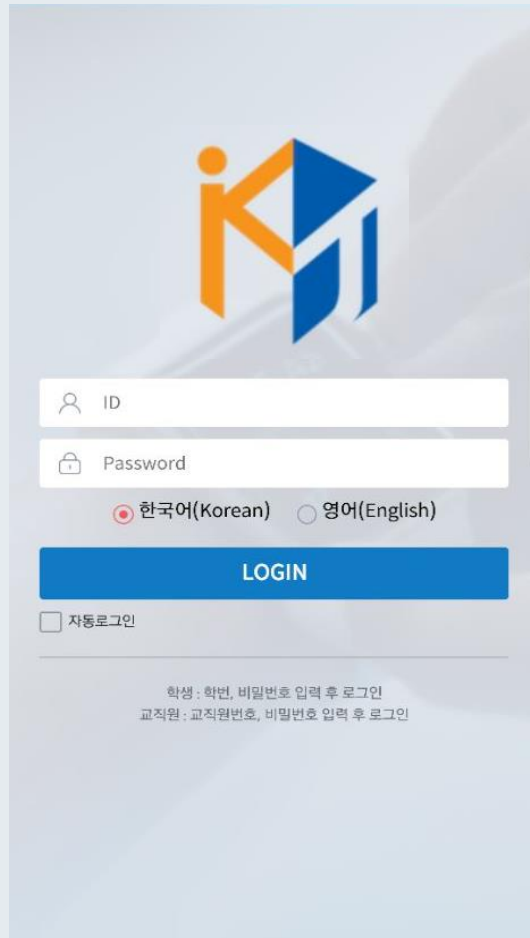 ID
Password
한국어(Korean) 영어(English)
LOGIN
자동로그인
학생 : 학번, 비밀번호 입력 후 로그인
교직원 : 교직원번호, 비밀번호 입력 후 로그인